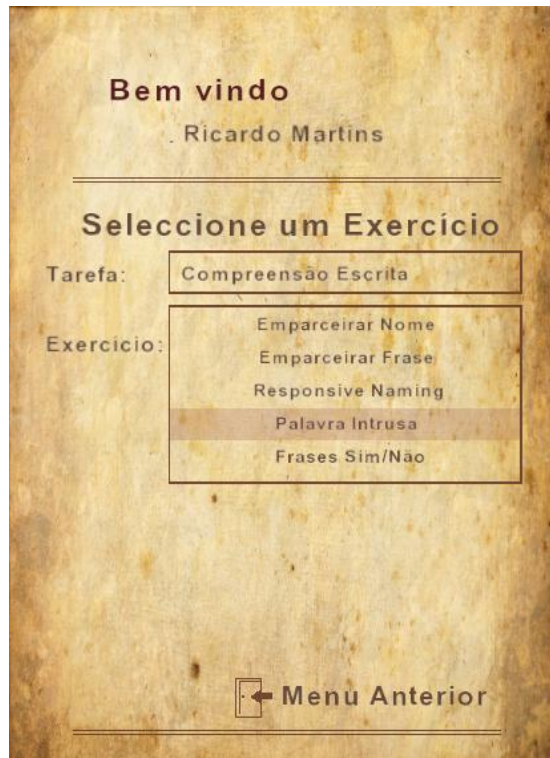 Bem vindo
Ricardo Martins
Seleccione um Exercício
Tarefa: Compreensão Escrita
Exercício:
Emparceirar Nome
Emparceirar Frase
Responsive Naming
Palavra Intrusa
Frases Sim/Não
Menu Anterior